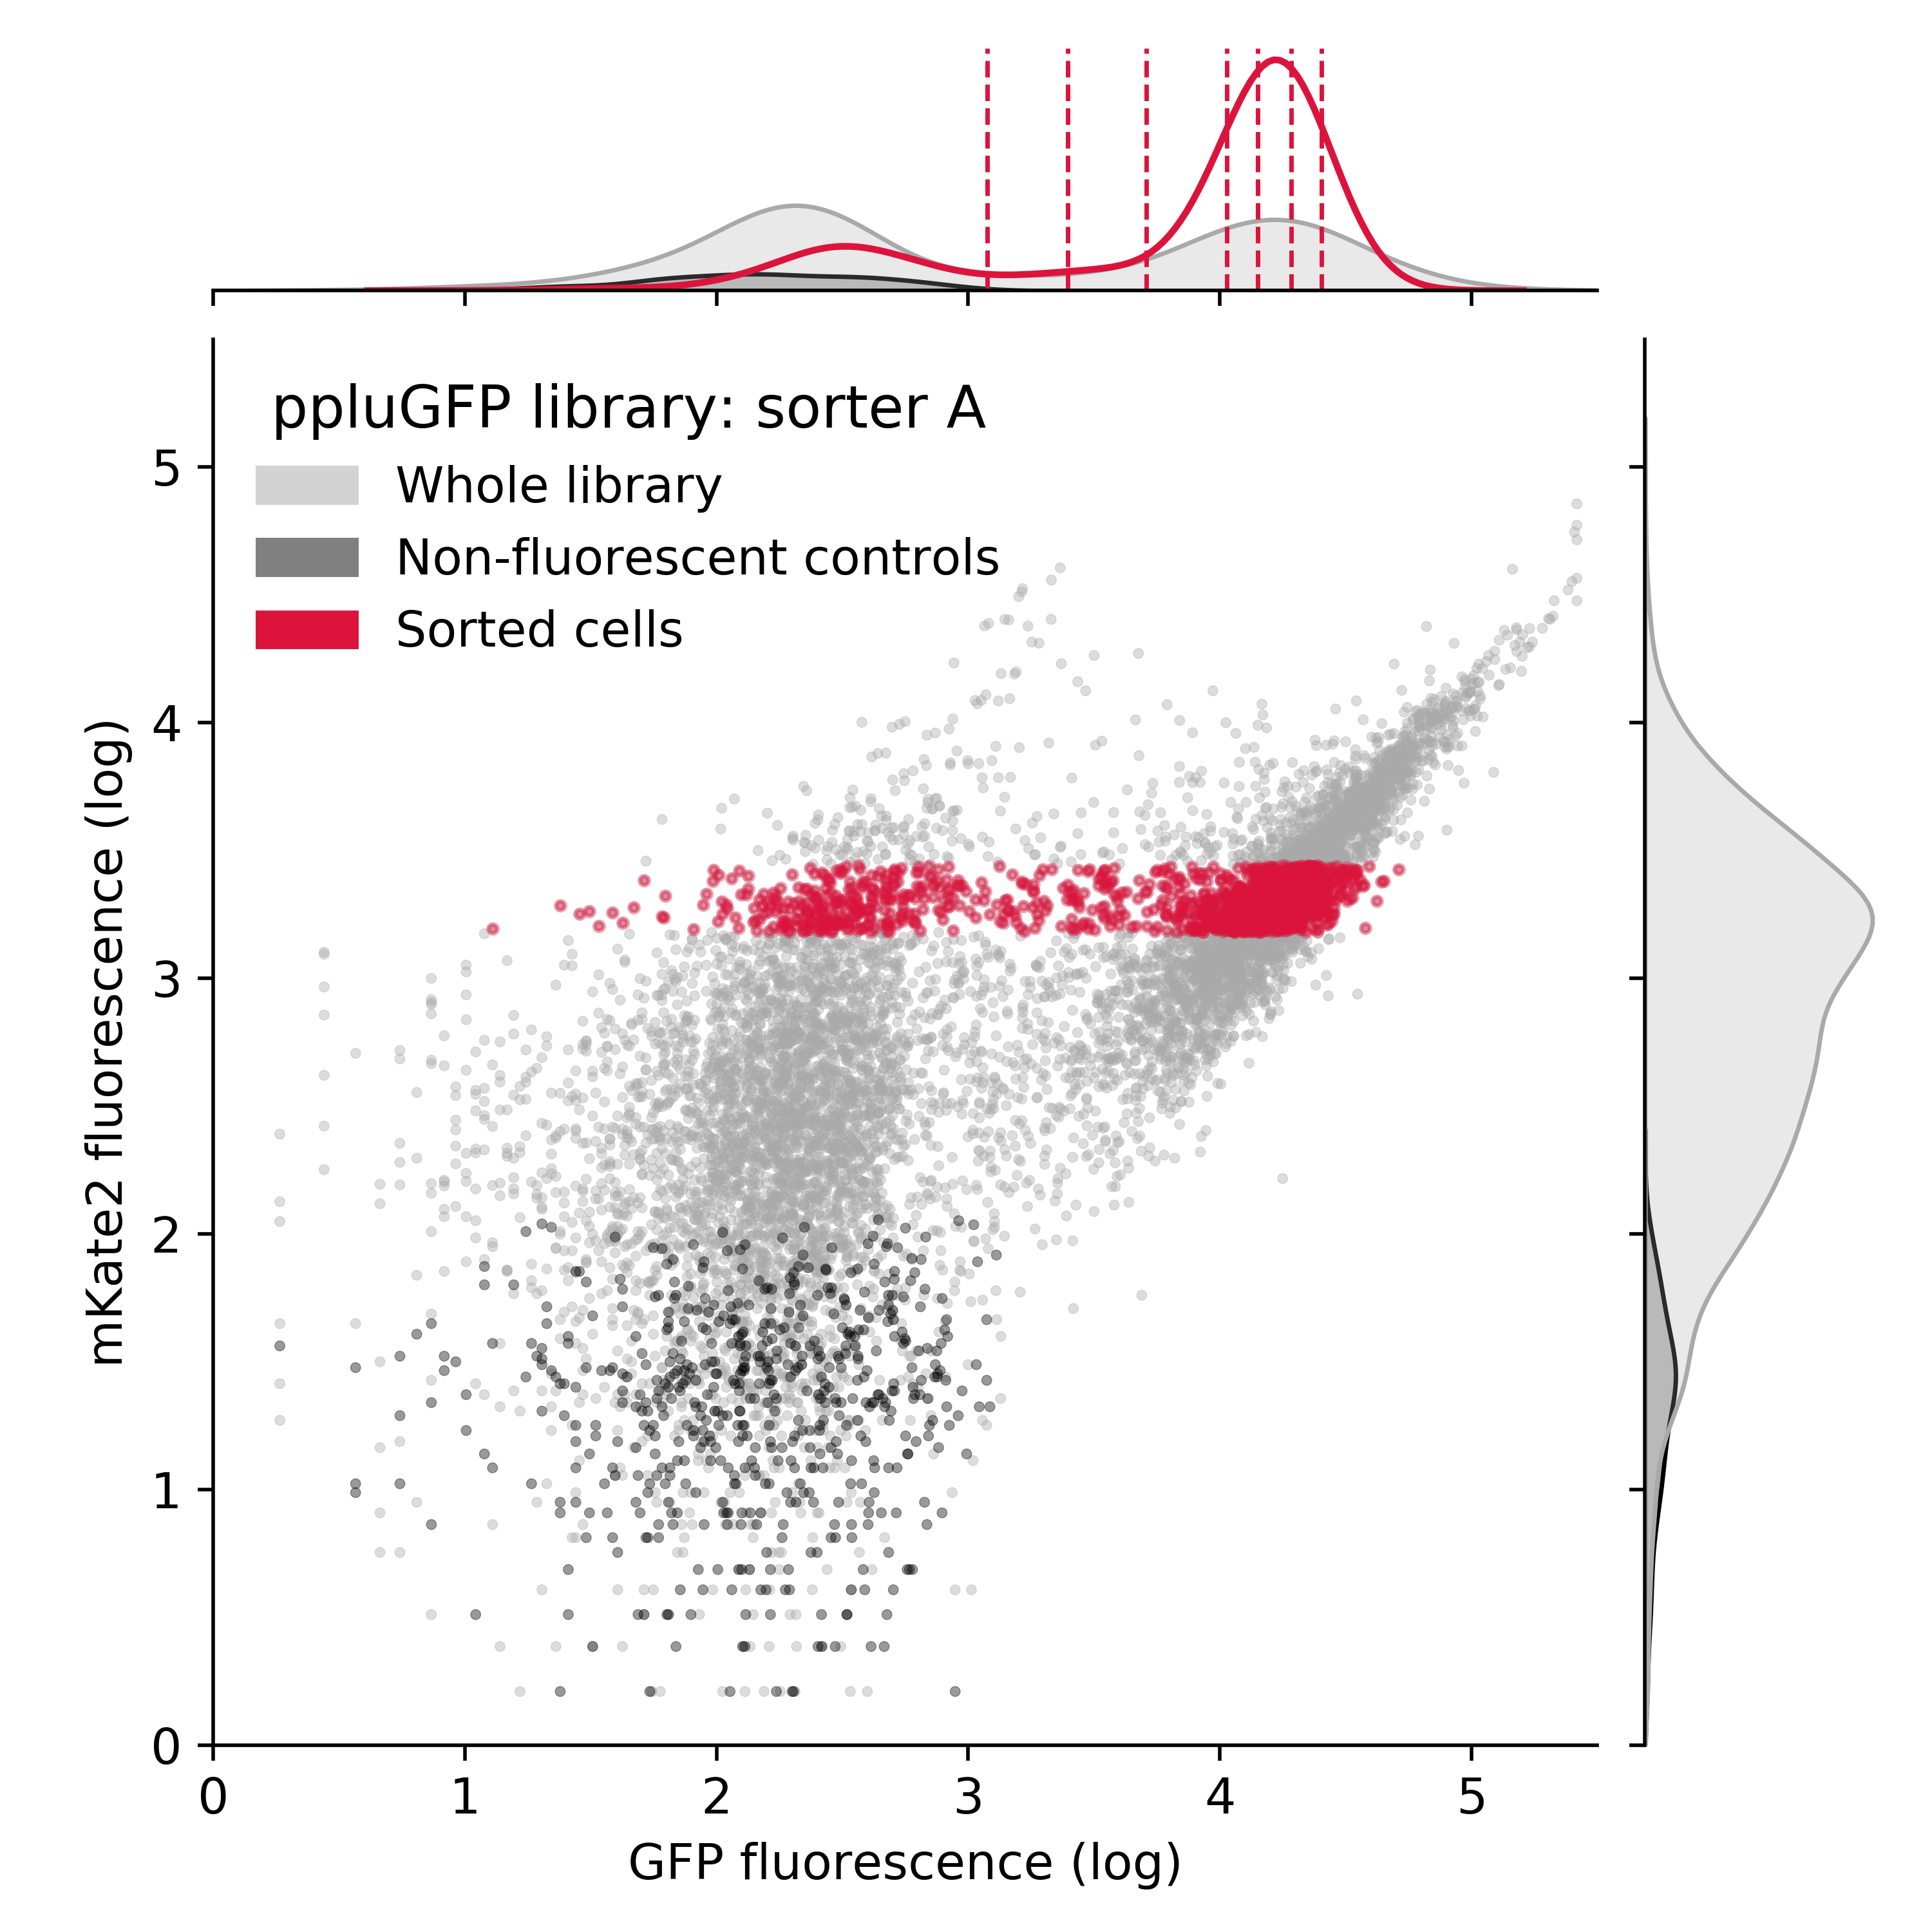 ppluGFP library: sorter A
Whole library
Non-fluorescent controls
Sorted cells
mKate2 fluorescence (log)
5
4
3
2
1
0
0 1 2 3 4 5
GFP fluorescence (log)